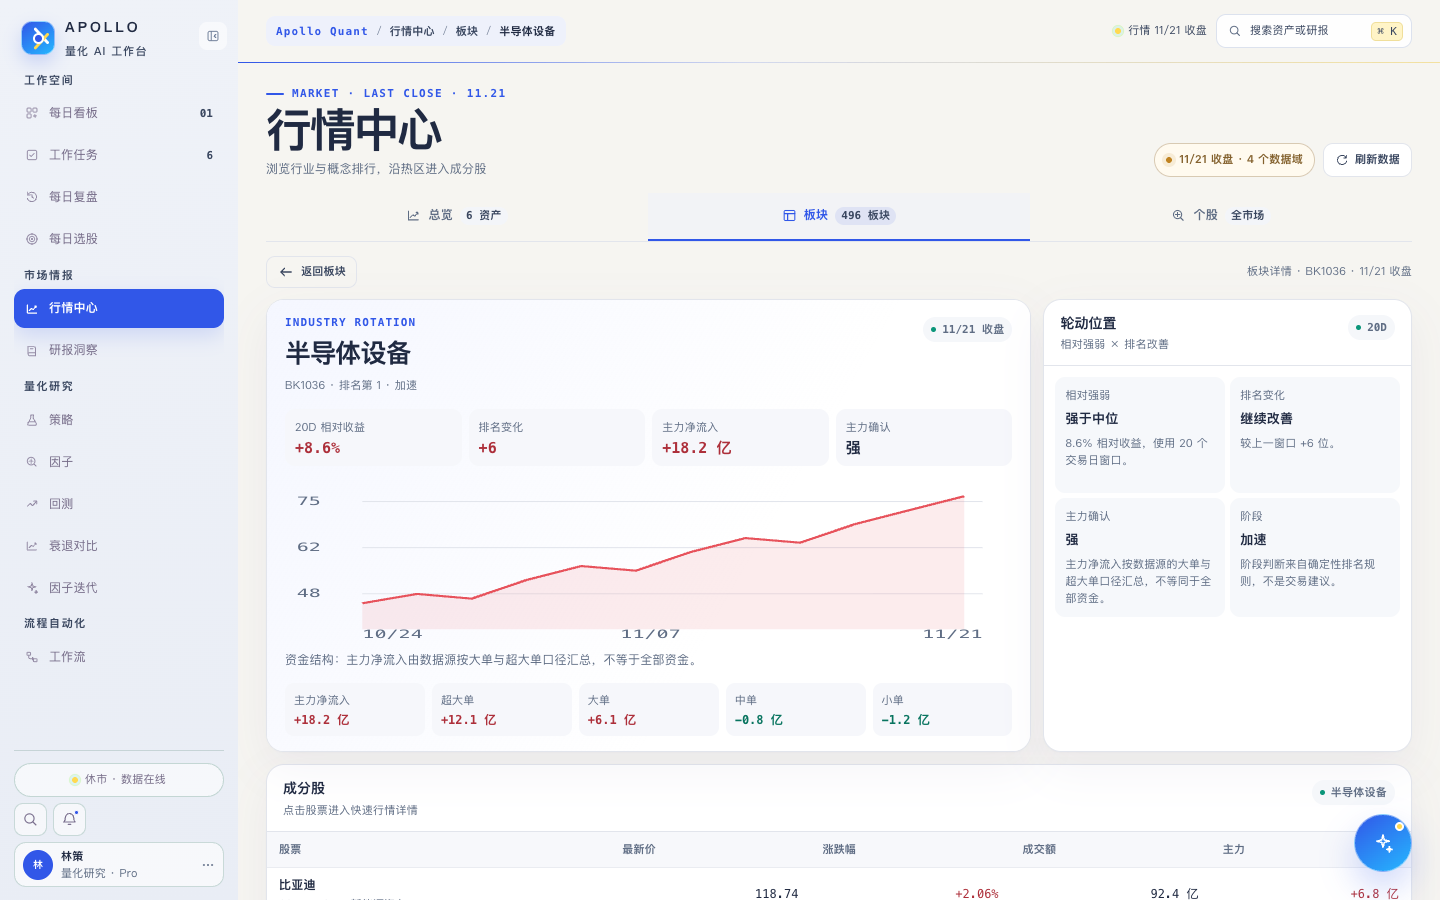 APOLLO
量化 AI 工作台
工作空间
每日看板 01
工作任务 6
每日复盘
每日选股
市场情报
行情中心
研报洞察
量化研究
策略
因子
回测
衰退对比
因子迭代
流程自动化
工作流
休市 · 数据在线
林
林策
量化研究 · Pro
Apollo Quant / 行情中心 / 板块 / 半导体设备
行情 11/21 收盘
搜索资产或研报 ⌘ K
MARKET · LAST CLOSE · 11.21
行情中心
浏览行业与概念排行，沿热区进入成分股
11/21 收盘 · 4 个数据域
刷新数据
总览 6 资产
板块 496 板块
个股 全市场
返回板块
板块详情 · BK1036 · 11/21 收盘
INDUSTRY ROTATION
11/21 收盘
半导体设备
BK1036 · 排名第 1 · 加速
20D 相对收益
+8.6%
排名变化
+6
主力净流入
+18.2 亿
主力确认
强
75
62
48
10/24 11/07 11/21
资金结构：主力净流入由数据源按大单与超大单口径汇总，不等于全部资金。
主力净流入
+18.2 亿
超大单
+12.1 亿
大单
+6.1 亿
中单
−0.8 亿
小单
−1.2 亿
轮动位置
20D
相对强弱 × 排名改善
相对强弱
强于中位
8.6% 相对收益，使用 20 个
交易日窗口。
排名变化
继续改善
较上一窗口 +6 位。
主力确认
强
主力净流入按数据源的大单与
超大单口径汇总，不等同于全
部资金。
阶段
加速
阶段判断来自确定性排名规
则，不是交易建议。
成分股
半导体设备
点击股票进入快速行情详情
股票 最新价 涨跌幅 成交额 主力
比亚迪
118.74 +2.06% 92.4 亿 +6.8 亿